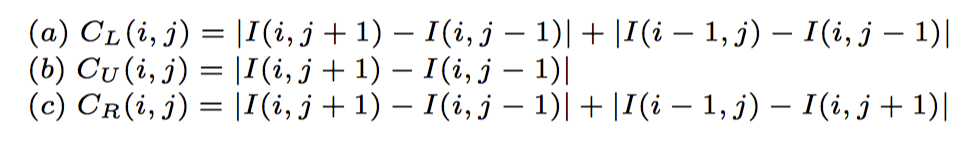 (a) C_L(i, j) = |I(i, j + 1) − I(i, j − 1)| + |I(i − 1, j) − I(i, j − 1)|
(b) C_U(i, j) = |I(i, j + 1) − I(i, j − 1)|
(c) C_R(i, j) = |I(i, j + 1) − I(i, j − 1)| + |I(i − 1, j) − I(i, j + 1)|